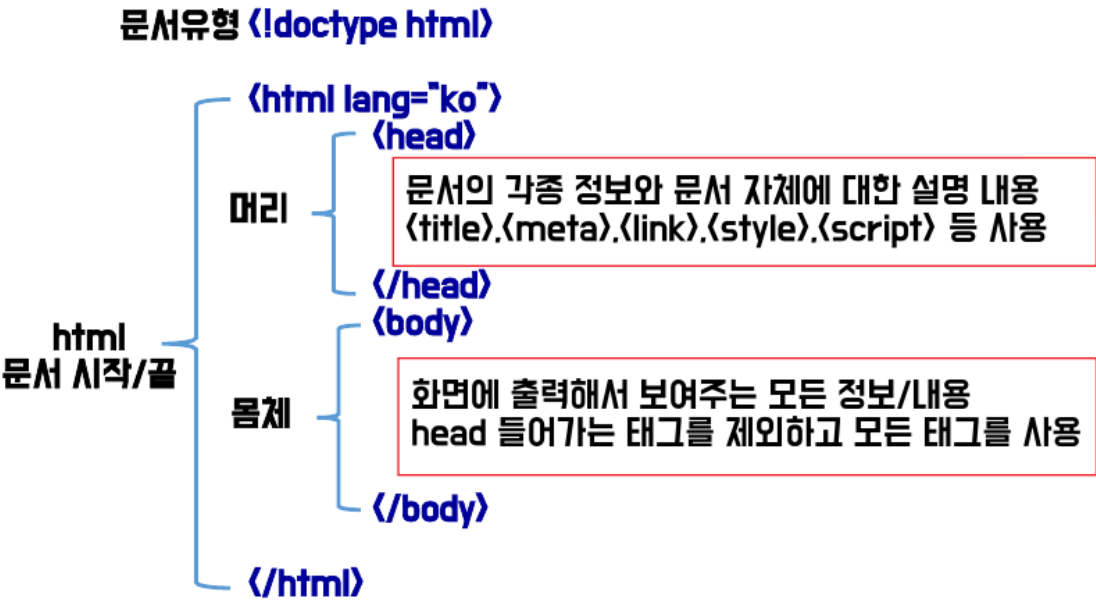 문서유형 <!doctype html>
<html lang="ko">
<head>
머리
문서의 각종 정보와 문서 자체에 대한 설명 내용
<title>,<meta>,<link>,<style>,<script> 등 사용
</head>
<body>
html
문서 시작/끝
몸체
화면에 출력해서 보여주는 모든 정보/내용
head 들어가는 태그를 제외하고 모든 태그를 사용
</body>
</html>